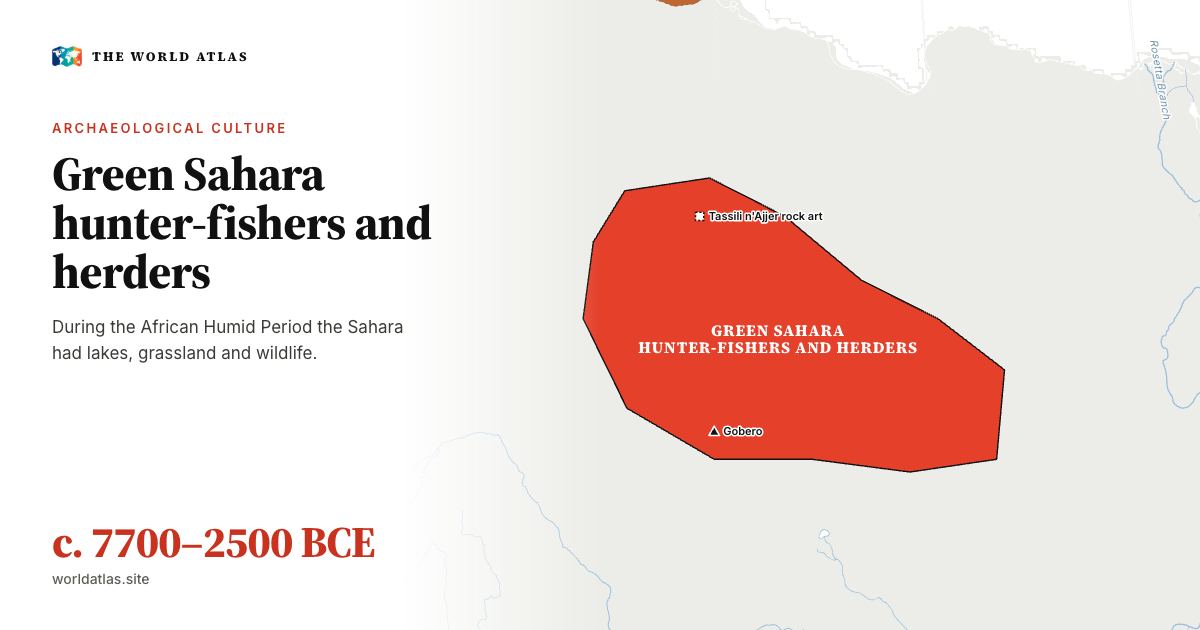 THE WORLD ATLAS
ARCHAEOLOGICAL CULTURE
Green Sahara
hunter-fishers and
herders
During the African Humid Period the Sahara
had lakes, grassland and wildlife.
c. 7700–2500 BCE
worldatlas.site
Rosetta Branch
Tassili n'Ajjer rock art
GREEN SAHARA
HUNTER-FISHERS AND HERDERS
Gobero